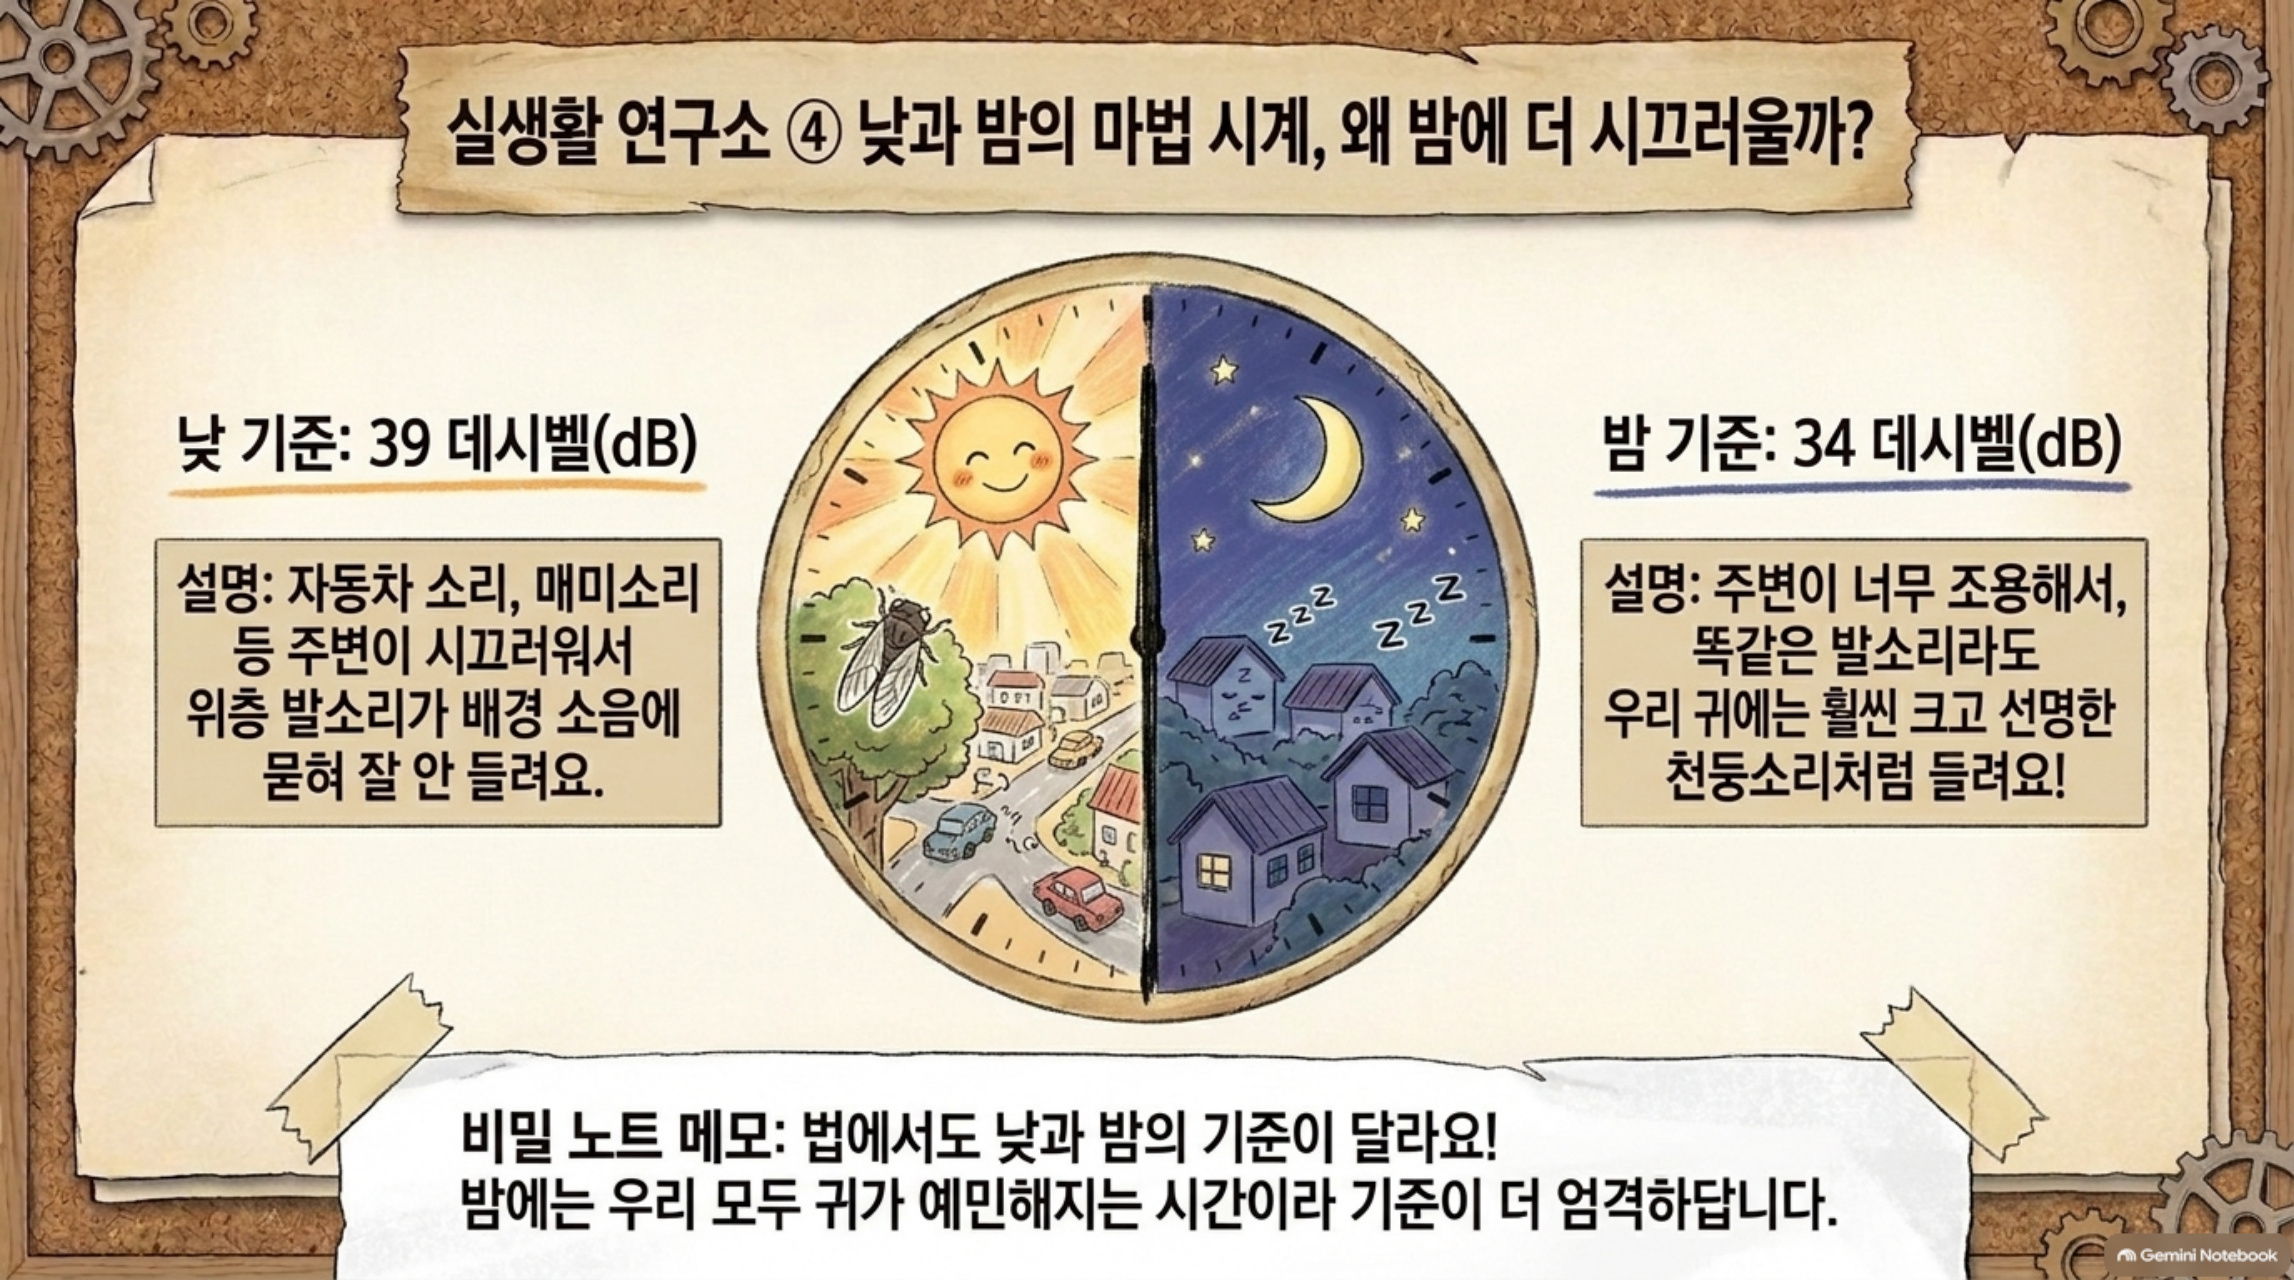 실생활 연구소 ④ 낮과 밤의 마법 시계, 왜 밤에 더 시끄러울까?
낮 기준: 39 데시벨(dB)
설명: 자동차 소리, 매미소리
등 주변이 시끄러워서
위층 발소리가 배경 소음에
묻혀 잘 안 들려요.
z z z
z z z
z
밤 기준: 34 데시벨(dB)
설명: 주변이 너무 조용해서,
똑같은 발소리라도
우리 귀에는 훨씬 크고 선명한
천둥소리처럼 들려요!
비밀 노트 메모: 법에서도 낮과 밤의 기준이 달라요!
밤에는 우리 모두 귀가 예민해지는 시간이라 기준이 더 엄격하답니다.
Gemini Notebook